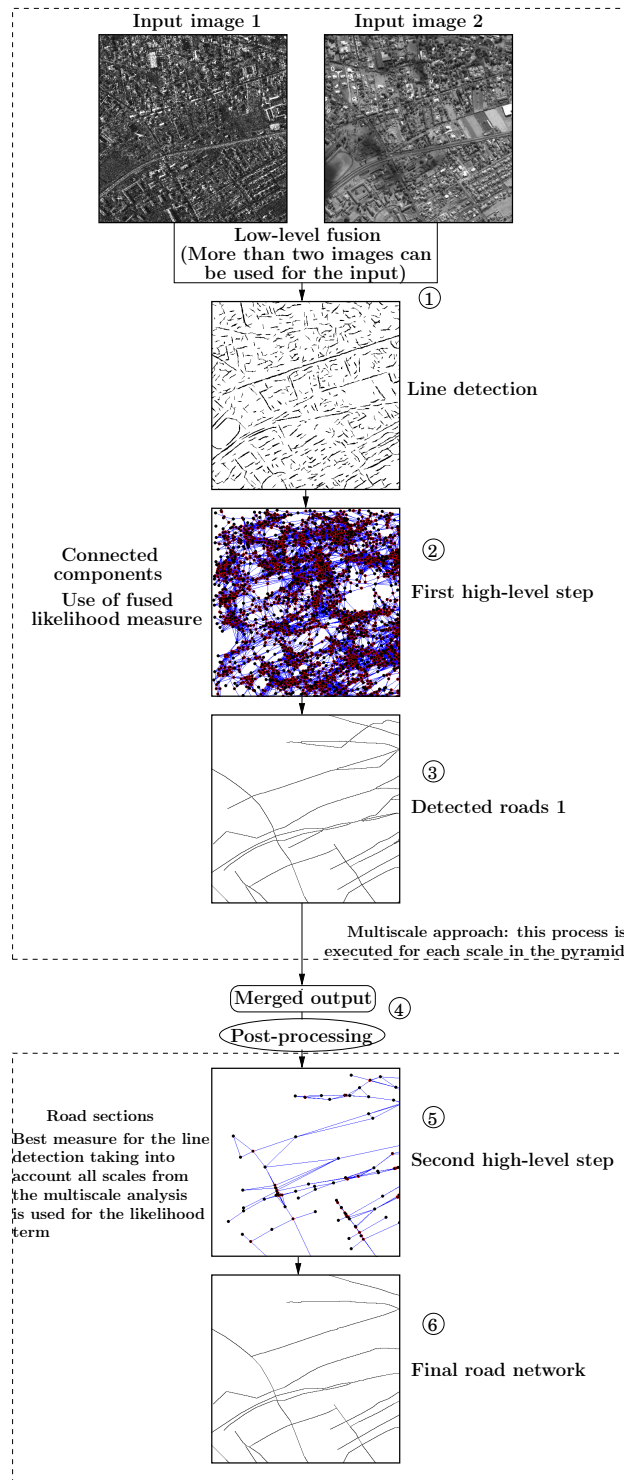 Input image 1
Input image 2
Low-level fusion
(More than two images can
be used for the input)
1
Line detection
2
Connected
components
Use of fused
likelihood measure
First high-level step
3
Detected roads 1
Multiscale approach: this process is
executed for each scale in the pyramid
Merged output
4
Post-processing
Road sections
Best measure for the line
detection taking into
account all scales from
the multiscale analysis
is used for the likelihood
term
5
Second high-level step
6
Final road network